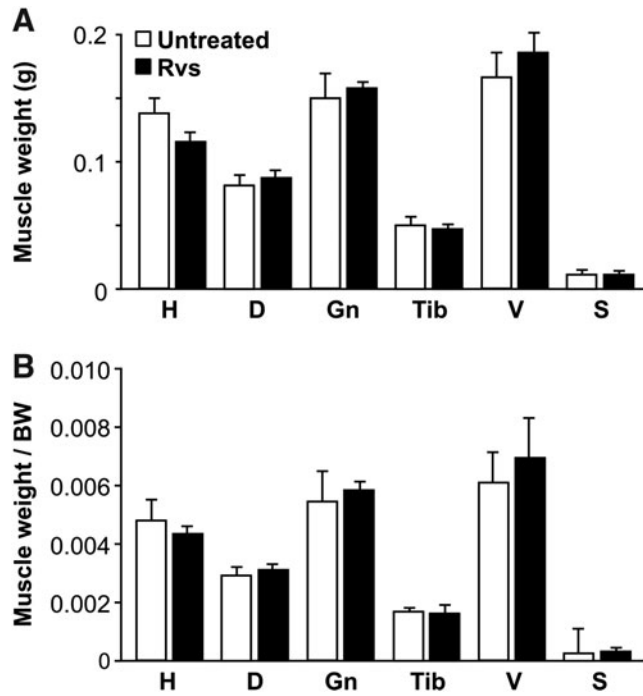 A
Muscle weight (g)
0.2
0.1
0
Untreated
Rvs
H D Gn Tib V S
B
Muscle weight / BW
0.010
0.008
0.006
0.004
0.002
0
H D Gn Tib V S